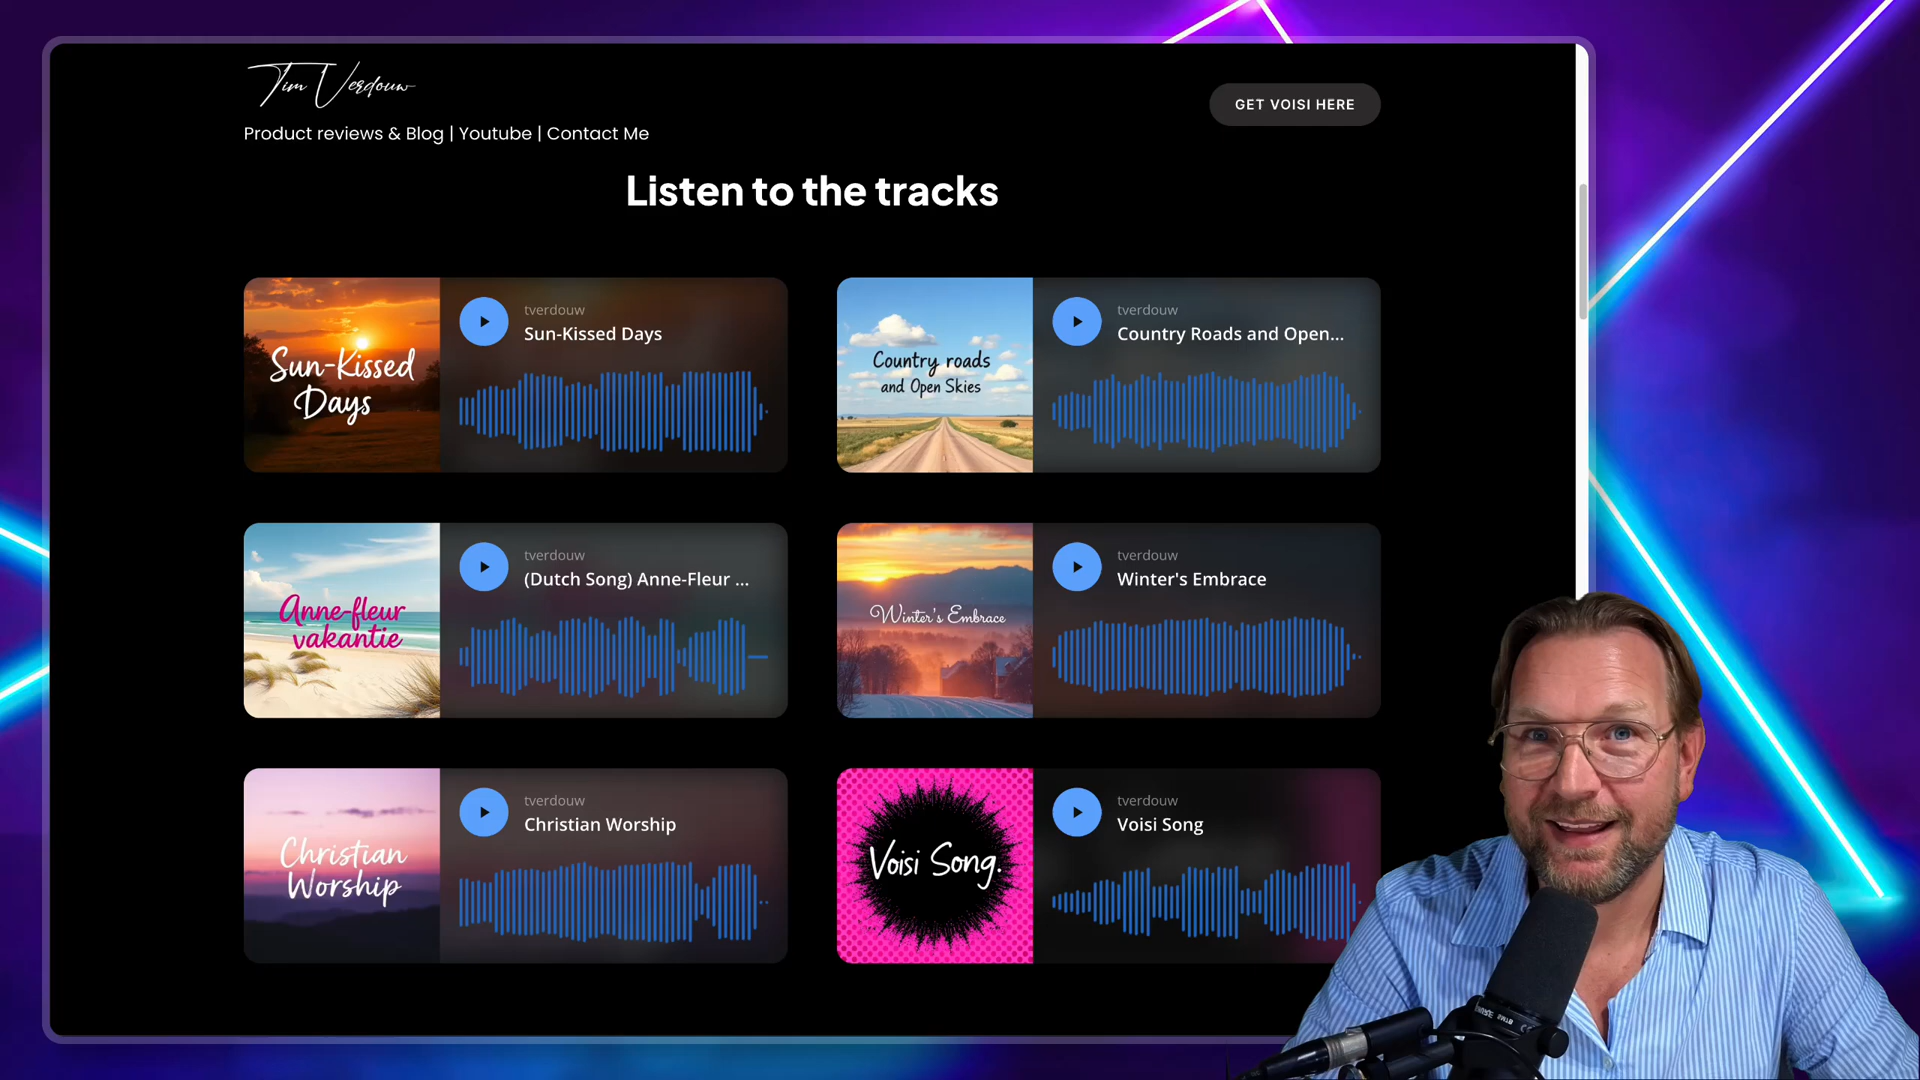 Tim Verdouw
GET VOISI HERE
Product reviews & Blog | Youtube | Contact Me
Listen to the tracks
Sun-Kissed
Days
tverdouw
Sun-Kissed Days
Country roads
and Open Skies
tverdouw
Country Roads and Open...
Anne-fleur
vakantie
tverdouw
(Dutch Song) Anne-Fleur ...
Winter's Embrace
tverdouw
Winter's Embrace
Christian
Worship
tverdouw
Christian Worship
Voisi Song.
tverdouw
Voisi Song